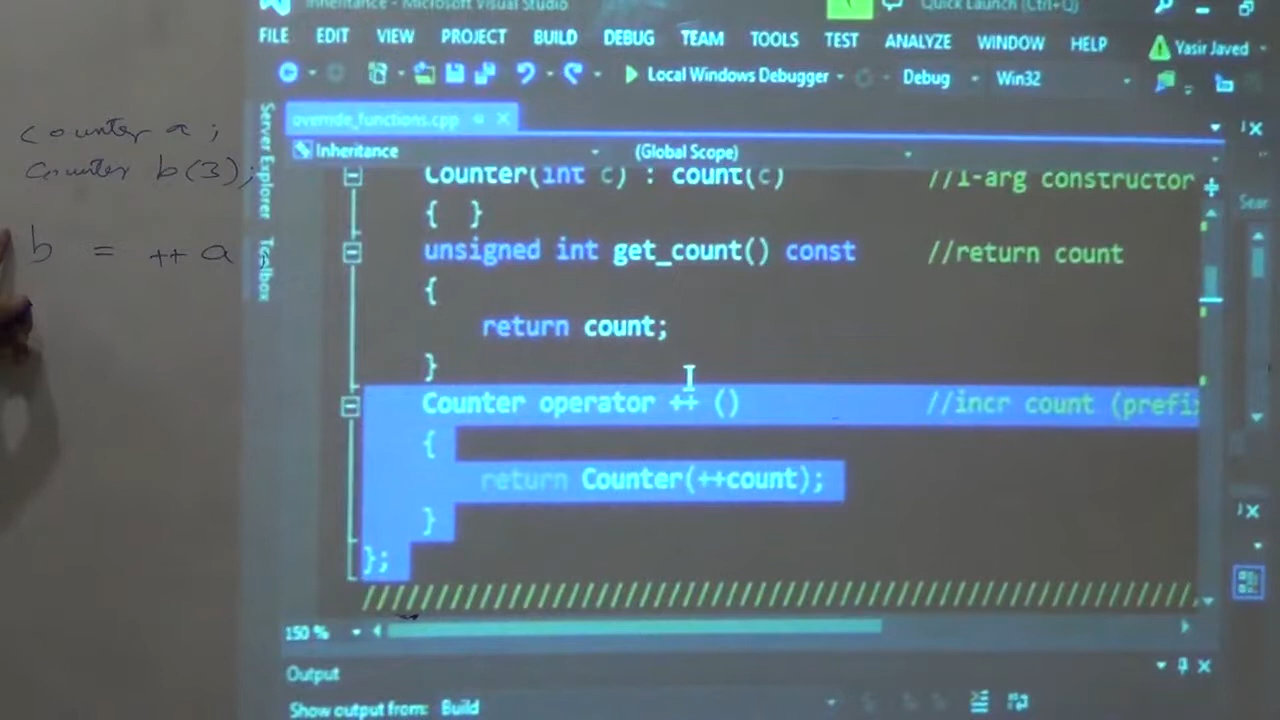 Inheritance - Microsoft Visual Studio
Quick Launch (Ctrl+Q)
FILE EDIT VIEW PROJECT BUILD DEBUG TEAM TOOLS TEST ANALYZE WINDOW HELP Yasir Javed
Local Windows Debugger Debug Win32
Server Explorer
Toolbox
override_functions.cpp
Inheritance (Global Scope)
Counter(int c) : count(c) //1-arg constructor
{ }
unsigned int get_count() const //return count
{
return count;
}
Counter operator ++ () //incr count (prefix
{
return Counter(++count);
}
};
//////////////////////////////////////////////////
150 %
Output
Show output from: Build
Sear
counter a ;
counter b(3);
b = ++ a